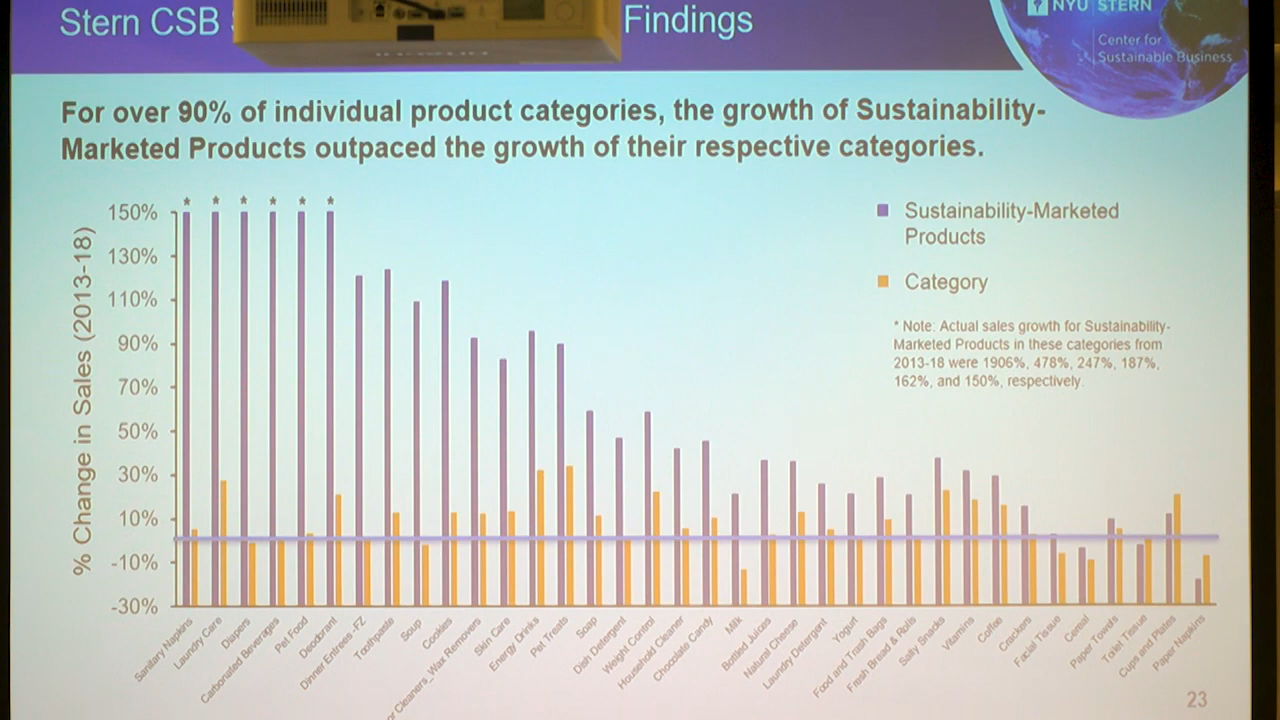 Stern CSB
Findings
NYU STERN
Center for
Sustainable Business
For over 90% of individual product categories, the growth of Sustainability-
Marketed Products outpaced the growth of their respective categories.
* * * * * *
% Change in Sales (2013-18)
150%
130%
110%
90%
70%
50%
30%
10%
-10%
-30%
Sustainability-Marketed
Products
Category
* Note: Actual sales growth for Sustainability-
Marketed Products in these categories from
2013-18 were 1906%, 478%, 247%, 187%,
162%, and 150%, respectively.
Sanitary Napkins
Laundry Care
Diapers
Carbonated Beverages
Pet Food
Deodorant
Dinner Entrees -FZ
Toothpaste
Soup
Cookies
Cleaners_Wax Removers
Skin Care
Energy Drinks
Pet Treats
Soap
Dish Detergent
Weight Control
Household Cleaner
Chocolate Candy
Milk
Bottled Juices
Natural Cheese
Laundry Detergent
Yogurt
Food and Trash Bags
Fresh Bread & Rolls
Salty Snacks
Vitamins
Coffee
Crackers
Facial Tissue
Cereal
Paper Towels
Toilet Tissue
Cups and Plates
Paper Napkins
23